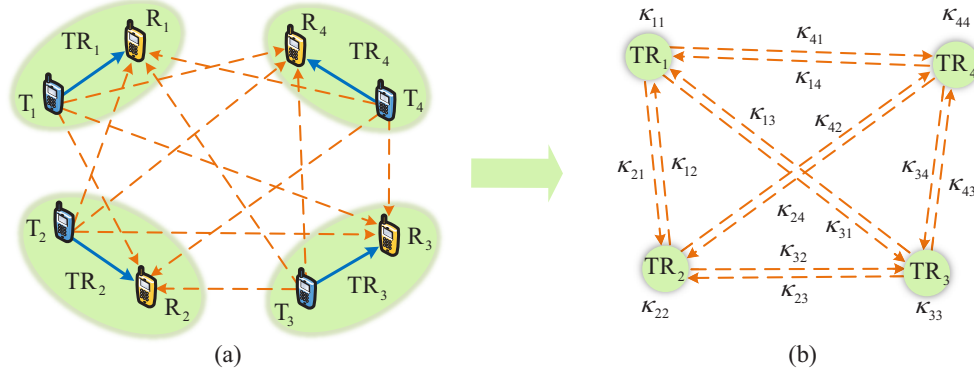 R₁
TR₁
T₁
R₄
TR₄
T₄
T₂
TR₂
R₂
R₃
TR₃
T₃
(a)
κ₁₁
TR₁
κ₄₁
κ₁₄
κ₄₄
TR₄
κ₁₃
κ₄₂
κ₂₁
κ₁₂
κ₃₄
κ₄₃
κ₂₄
κ₃₁
TR₂
κ₃₂
κ₂₃
TR₃
κ₂₂
κ₃₃
(b)